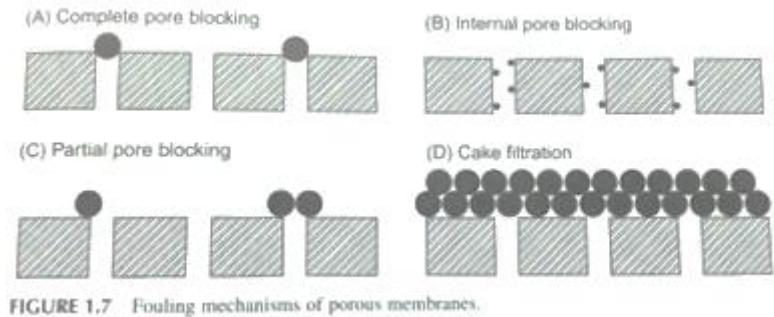 (A) Complete pore blocking
(B) Internal pore blocking
(C) Partial pore blocking
(D) Cake filtration
FIGURE 1.7 Fouling mechanisms of porous membranes.